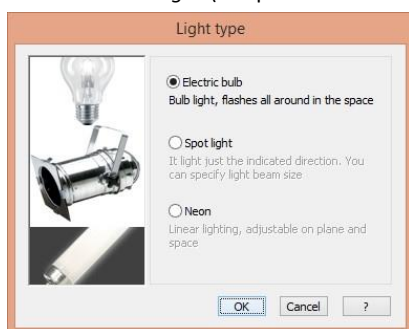 Light type
Electric bulb
Bulb light, flashes all around in the space
Spot light
It light just the indicated direction. You
can specify light beam size
Neon
Linear lighting, adjustable on plane and
space
OK Cancel ?